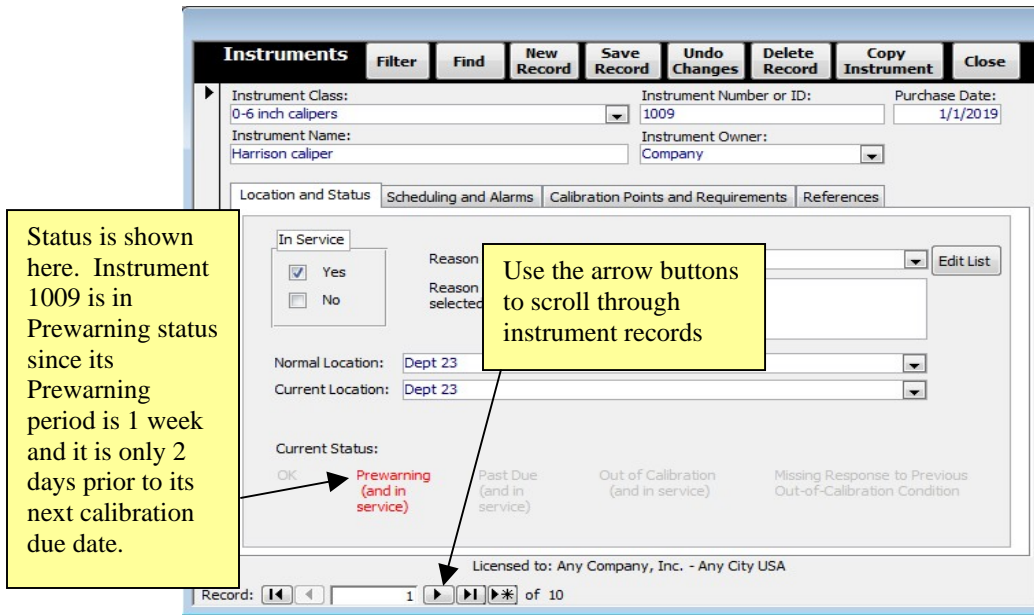 Instruments
Filter
Find
New
Record
Save
Record
Undo
Changes
Delete
Record
Copy
Instrument
Close
Instrument Class:
Instrument Number or ID:
Purchase Date:
0-6 inch calipers
1009
1/1/2019
Instrument Name:
Instrument Owner:
Harrison caliper
Company
Location and Status
Scheduling and Alarms
Calibration Points and Requirements
References
Status is shown
here. Instrument
1009 is in
Prewarning status
since its
Prewarning
period is 1 week
and it is only 2
days prior to its
next calibration
due date.
In Service
Yes
No
Reason
Edit List
Reason
selected
Use the arrow buttons
to scroll through
instrument records
Normal Location:
Dept 23
Current Location:
Dept 23
Current Status:
OK
Prewarning
(and in
service)
Past Due
(and in
service)
Out of Calibration
(and in service)
Missing Response to Previous
Out-of-Calibration Condition
Licensed to: Any Company, Inc. - Any City USA
Record: 1 of 10